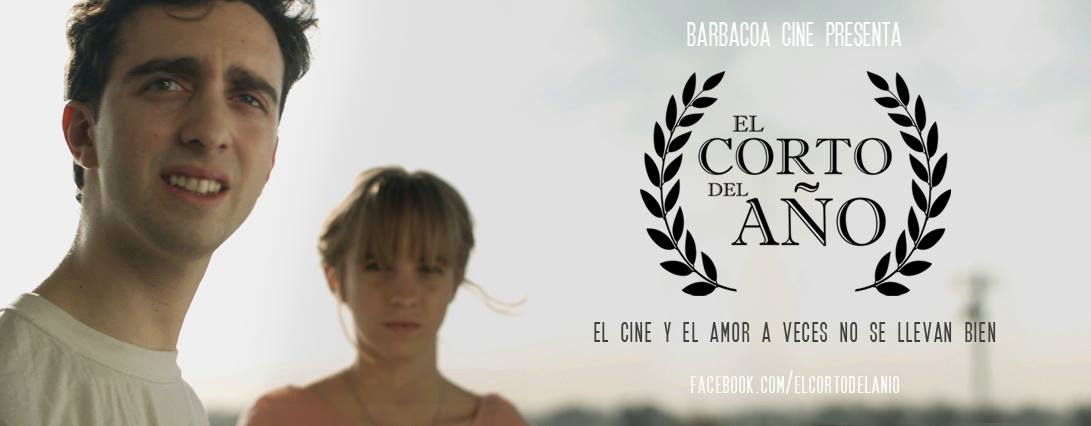 BARBACOA CINE PRESENTA
EL
CORTO
DEL
AÑO
EL CINE Y EL AMOR A VECES NO SE LLEVAN BIEN
FACEBOOK.COM/ELCORTODELANIO